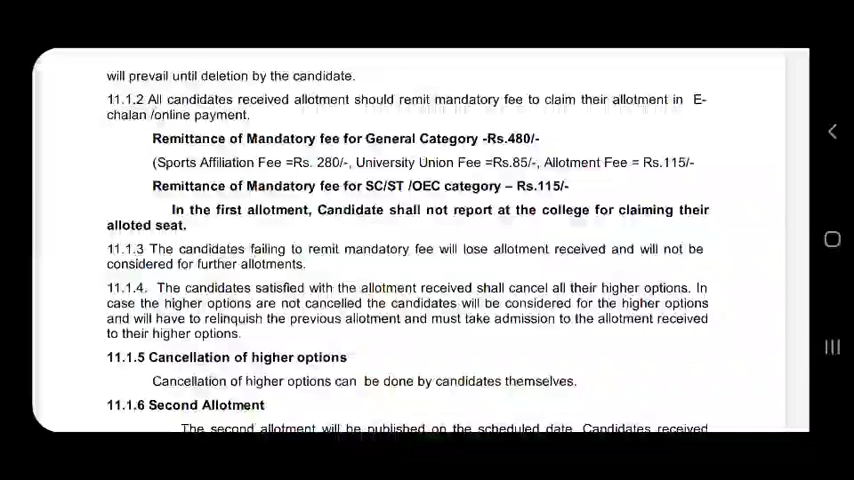 will prevail until deletion by the candidate.
11.1.2 All candidates received allotment should remit mandatory fee to claim their allotment in E-
chalan /online payment.
Remittance of Mandatory fee for General Category -Rs.480/-
(Sports Affiliation Fee =Rs. 280/-, University Union Fee =Rs.85/-, Allotment Fee = Rs.115/-
Remittance of Mandatory fee for SC/ST /OEC category – Rs.115/-
In the first allotment, Candidate shall not report at the college for claiming their
alloted seat.
11.1.3 The candidates failing to remit mandatory fee will lose allotment received and will not be
considered for further allotments.
11.1.4. The candidates satisfied with the allotment received shall cancel all their higher options. In
case the higher options are not cancelled the candidates will be considered for the higher options
and will have to relinquish the previous allotment and must take admission to the allotment received
to their higher options.
11.1.5 Cancellation of higher options
Cancellation of higher options can be done by candidates themselves.
11.1.6 Second Allotment
The second allotment will be published on the scheduled date. Candidates received